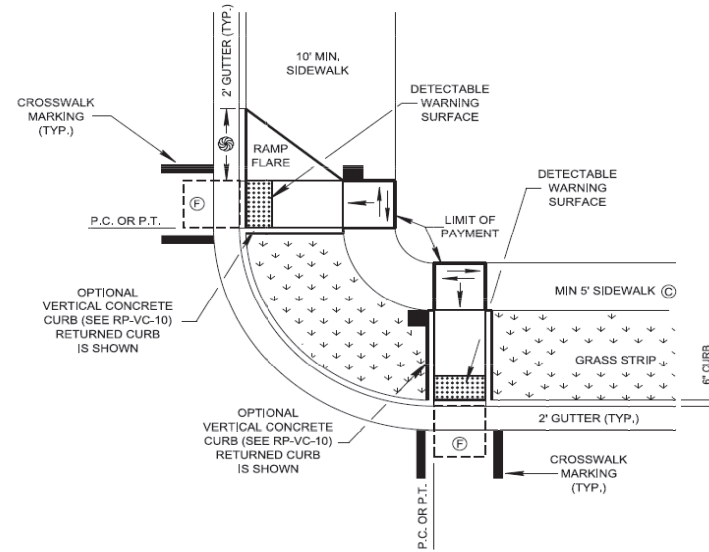 2' GUTTER (TYP.)
10' MIN.
SIDEWALK
DETECTABLE
WARNING
SURFACE
CROSSWALK
MARKING
(TYP.)
RAMP
FLARE
DETECTABLE
WARNING
SURFACE
F
P.C. OR P.T.
LIMIT OF
PAYMENT
OPTIONAL
VERTICAL CONCRETE
CURB (SEE RP-VC-10)
RETURNED CURB
IS SHOWN
MIN 5' SIDEWALK C
GRASS STRIP
6" CURB
OPTIONAL
VERTICAL CONCRETE
CURB (SEE RP-VC-10)
RETURNED CURB
IS SHOWN
2' GUTTER (TYP.)
F
CROSSWALK
MARKING
(TYP.)
P.C. OR P.T.